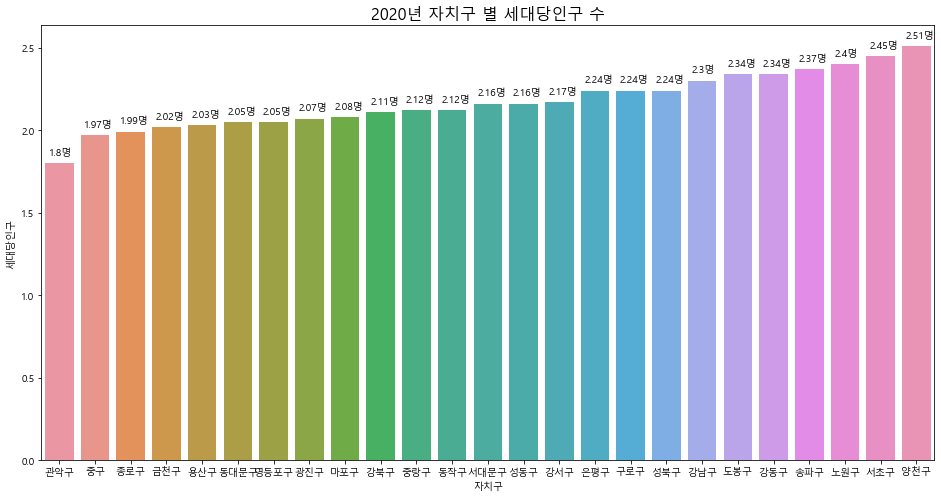 2020년 자치구 별 세대당인구 수
세대당인구
2.5
2.0
1.5
1.0
0.5
0.0
1.8명
1.97명
1.99명
2.02명
2.03명
2.05명
2.05명
2.07명
2.08명
2.11명
2.12명
2.12명
2.16명
2.16명
2.17명
2.24명
2.24명
2.24명
2.3명
2.34명
2.34명
2.37명
2.4명
2.45명
2.51명
관악구 중구 종로구 금천구 용산구 동대문구 영등포구 광진구 마포구 강북구 중랑구 동작구 서대문구 성동구 강서구 은평구 구로구 성북구 강남구 도봉구 강동구 송파구 노원구 서초구 양천구
자치구